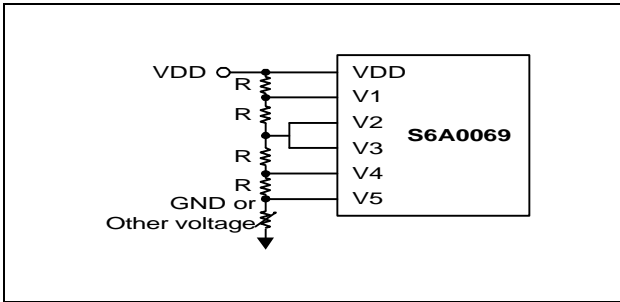 VDD
VDD
R
V1
R
V2
S6A0069
V3
R
V4
R
GND or
V5
Other voltage